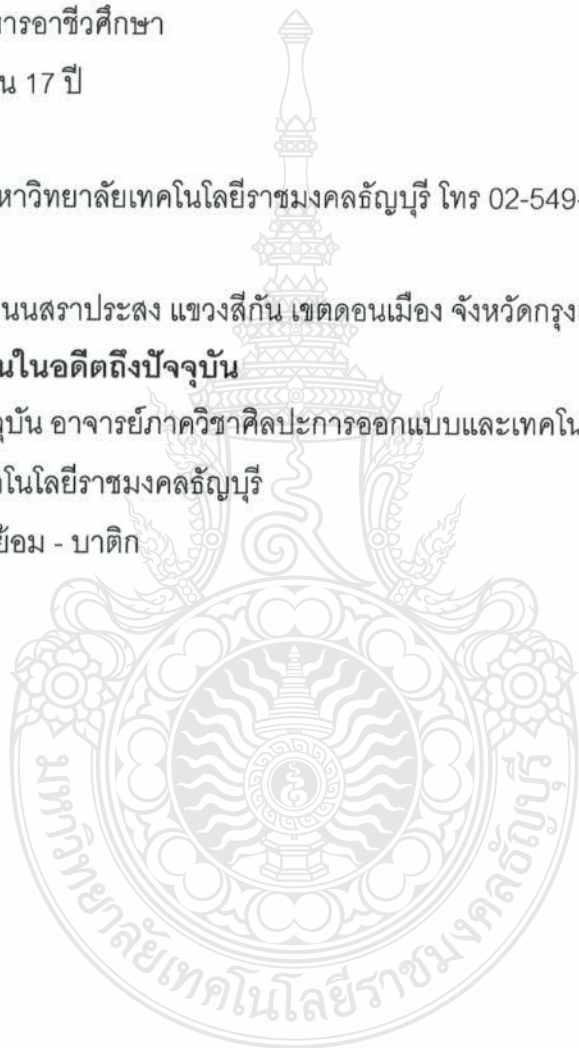 ารอาชีวศึกษา
น 17 ปี
หาวิทยาลัยเทคโนโลยีราชมงคลธัญบุรี โทร 02-549-
นนสราประสง แขวงสีกัน เขตดอนเมือง จังหวัดกรุงเ
นในอดีตถึงปัจจุบัน
จุบัน อาจารย์ภาควิชาศิลปะการออกแบบและเทคโน
คโนโลยีราชมงคลธัญบุรี
ย้อม - บาติก
มหาวิทยาลัยเทคโนโลยีราชมงคลธัญบุรี